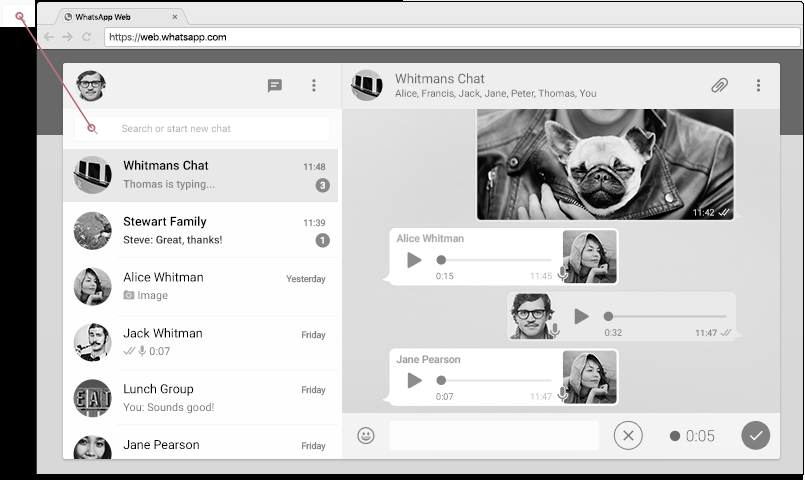 WhatsApp Web
https://web.whatsapp.com
Search or start new chat
Whitmans Chat
11:48
Thomas is typing...
3
Stewart Family
11:39
Steve: Great, thanks!
1
Alice Whitman
Yesterday
Image
Jack Whitman
Friday
0:07
Lunch Group
Friday
You: Sounds good!
EAT
Jane Pearson
Friday
Whitmans Chat
Alice, Francis, Jack, Jane, Peter, Thomas, You
11:42
Alice Whitman
0:15 11:45
0:32 11:47
Jane Pearson
0:07 11:47
0:05